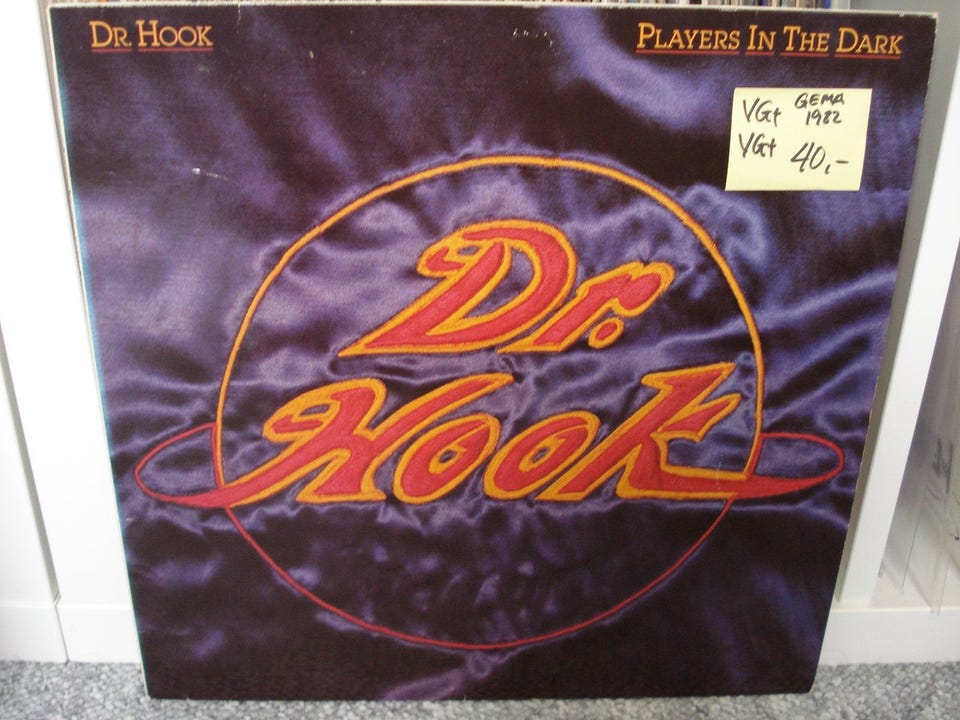 Dr. Hook
Players In The Dark
VG+ GEMA
1982
VG+ 40,-
Dr.
Hook